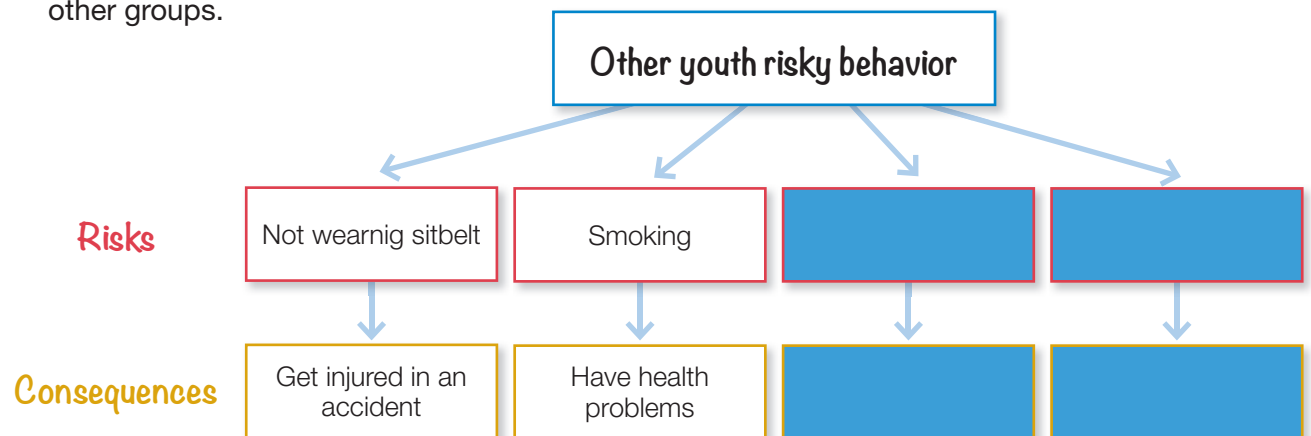 other groups.
Other youth risky behavior
Risks
Not wearnig sitbelt
Smoking
Consequences
Get injured in an
accident
Have health
problems